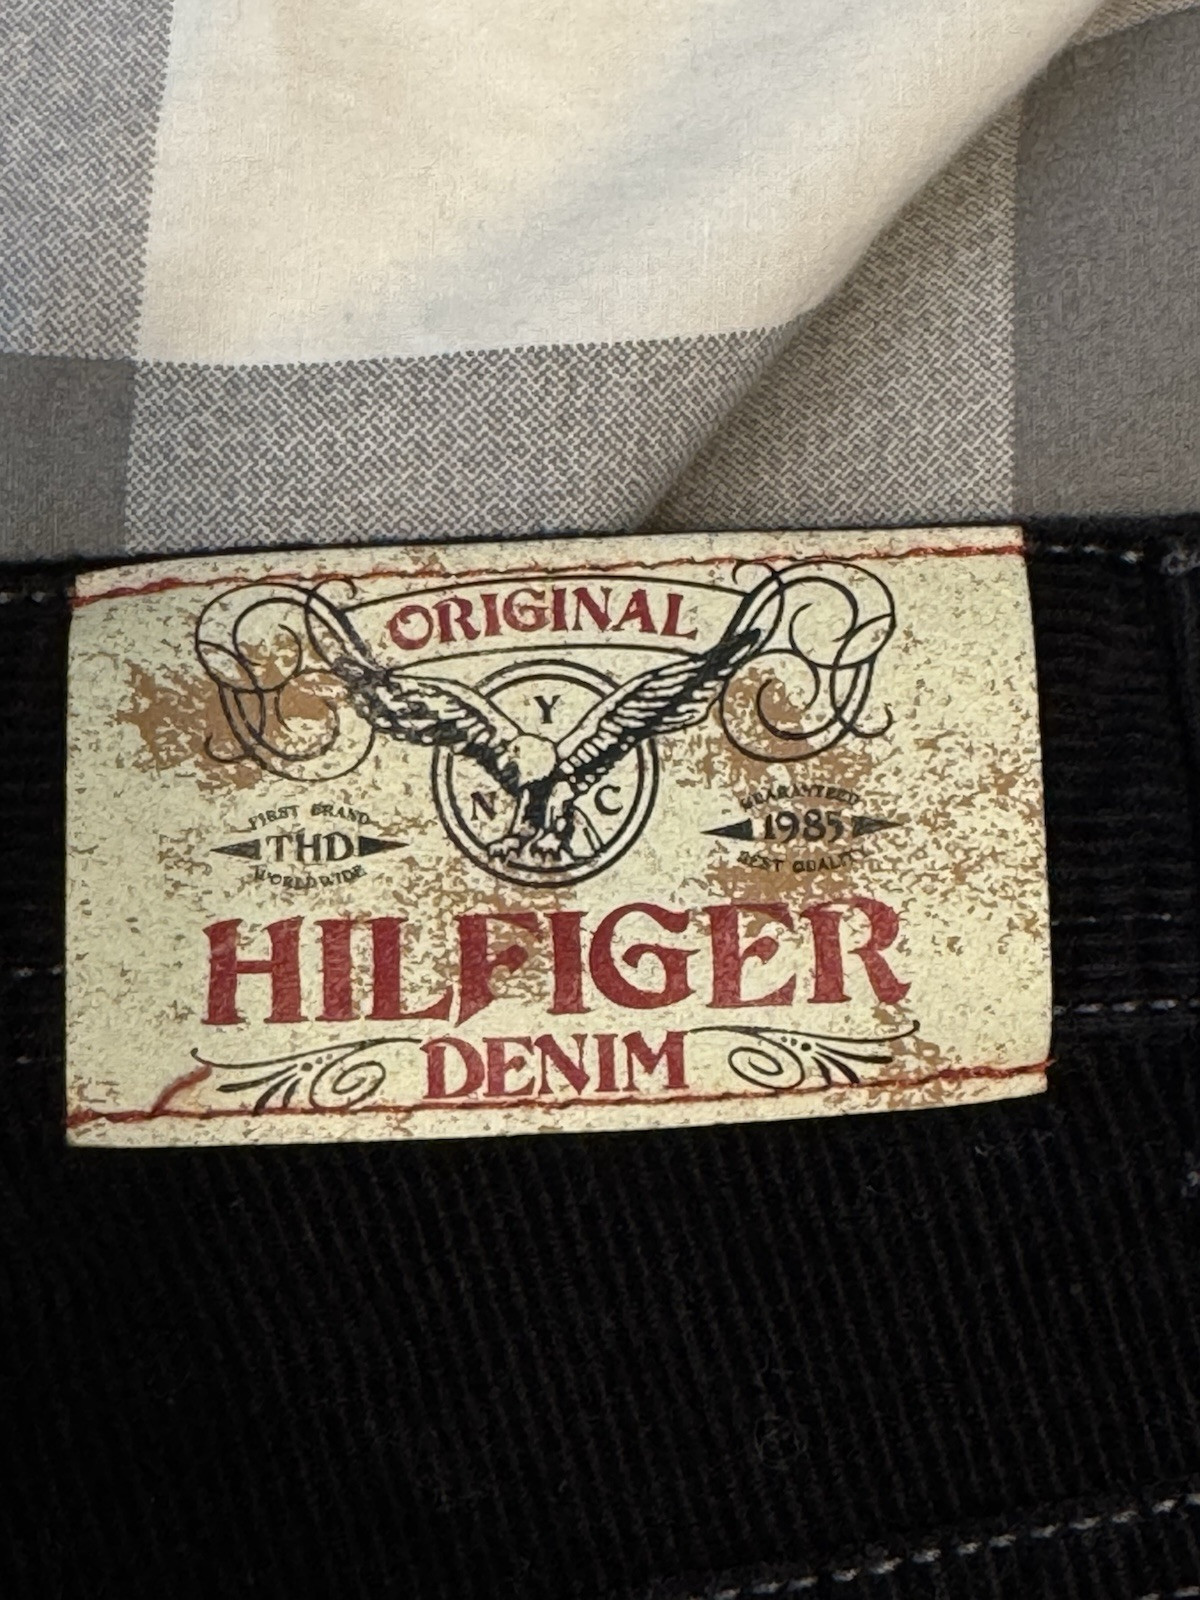 ORIGINAL
Y
N C
FIRST BRAND
THD
WORLDWIDE
GUARANTEED
1985
BEST QUALITY
HILFIGER
DENIM